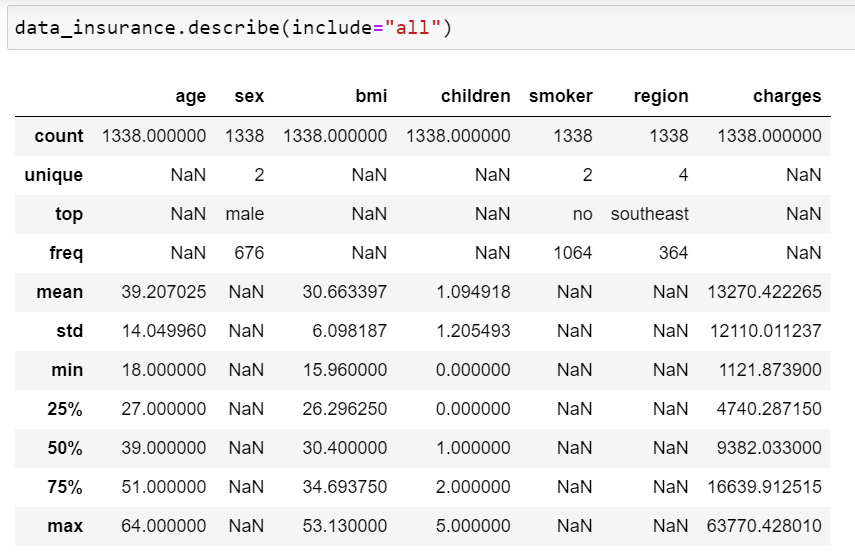 data_insurance.describe(include="all")
age sex bmi children smoker region charges
count 1338.000000 1338 1338.000000 1338.000000 1338 1338 1338.000000
unique NaN 2 NaN NaN 2 4 NaN
top NaN male NaN NaN no southeast NaN
freq NaN 676 NaN NaN 1064 364 NaN
mean 39.207025 NaN 30.663397 1.094918 NaN NaN 13270.422265
std 14.049960 NaN 6.098187 1.205493 NaN NaN 12110.011237
min 18.000000 NaN 15.960000 0.000000 NaN NaN 1121.873900
25% 27.000000 NaN 26.296250 0.000000 NaN NaN 4740.287150
50% 39.000000 NaN 30.400000 1.000000 NaN NaN 9382.033000
75% 51.000000 NaN 34.693750 2.000000 NaN NaN 16639.912515
max 64.000000 NaN 53.130000 5.000000 NaN NaN 63770.428010